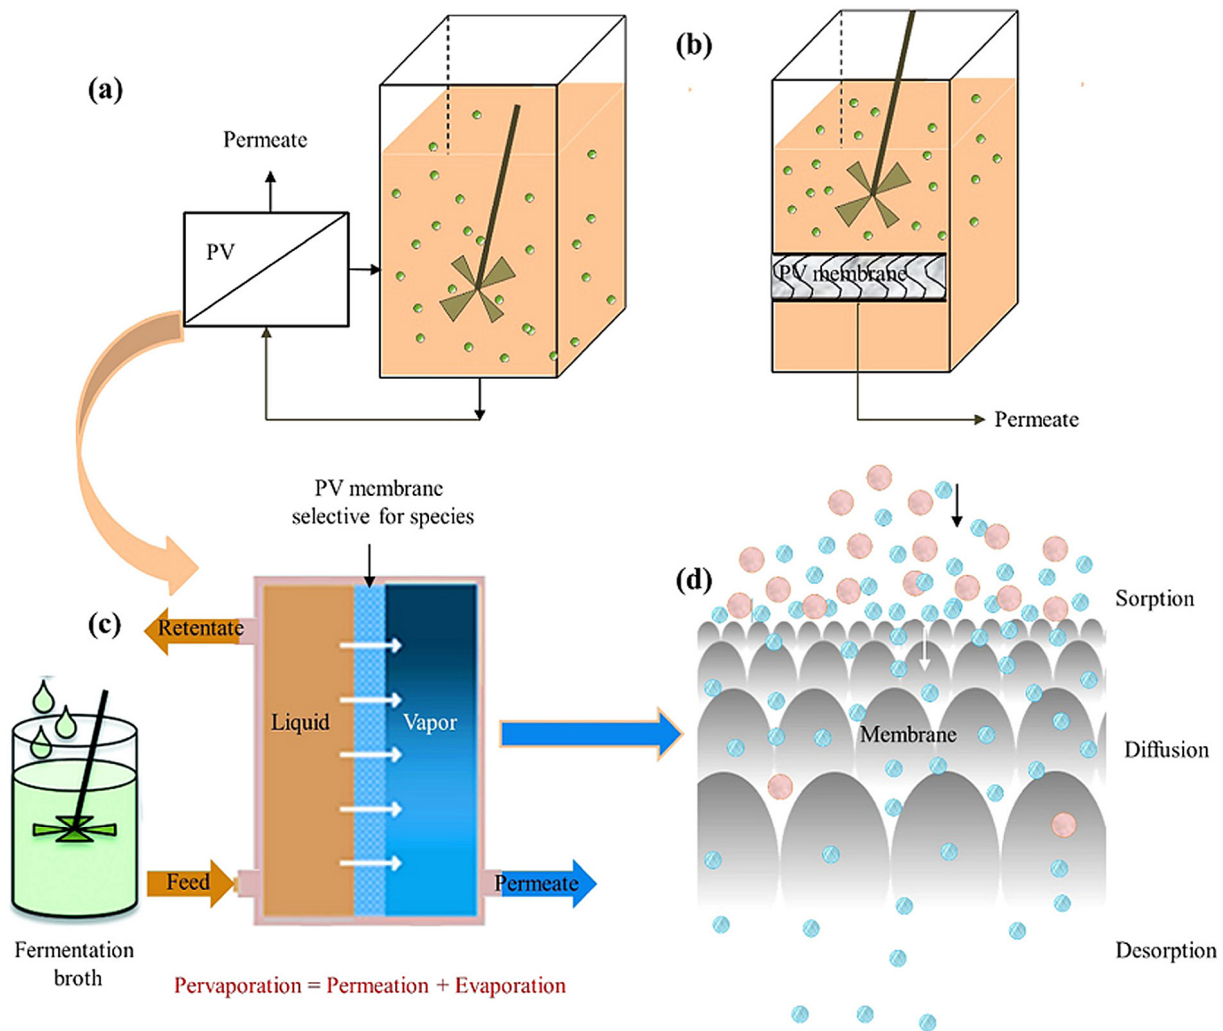 (a)
Permeate
PV
(b)
PV membrane
Permeate
PV membrane
selective for species
(c)
Retentate
Liquid
Vapor
Feed
Permeate
Fermentation
broth
Pervaporation = Permeation + Evaporation
(d)
Sorption
Membrane
Diffusion
Desorption